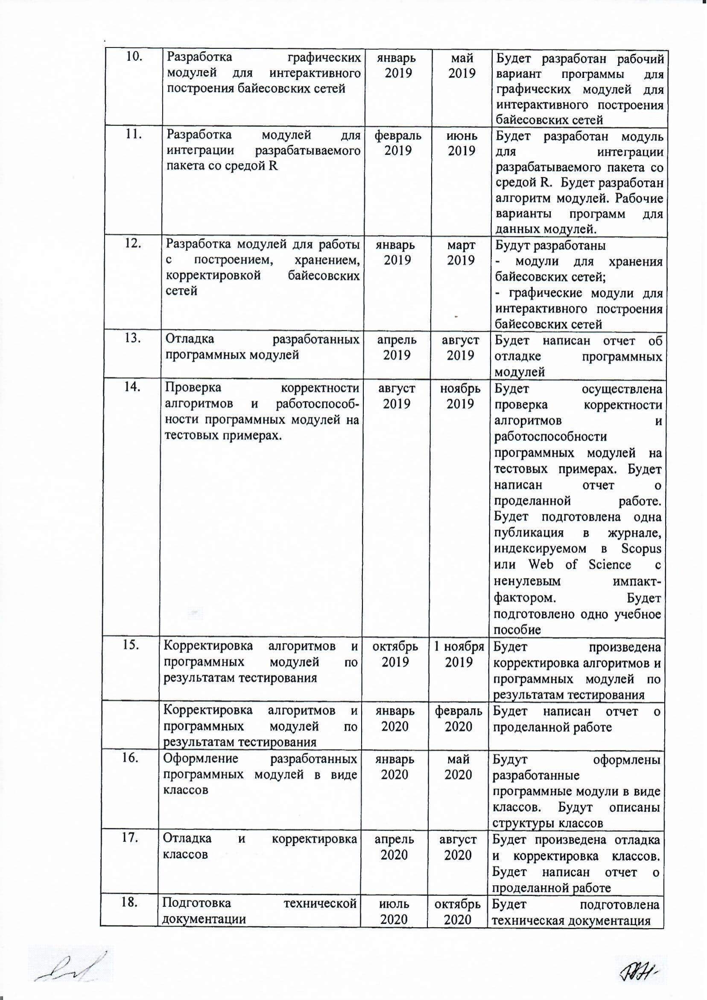 10.
Разработка графических
модулей для интерактивного
построения байесовских сетей
январь
2019
май
2019
Будет разработан рабочий
вариант программы для
графических модулей для
интерактивного построения
байесовских сетей
11.
Разработка модулей для
интеграции разрабатываемого
пакета со средой R
февраль
2019
июнь
2019
Будет разработан модуль
для интеграции
разрабатываемого пакета со
средой R. Будет разработан
алгоритм модулей. Рабочие
варианты программ для
данных модулей.
12.
Разработка модулей для работы
с построением, хранением,
корректировкой байесовских
сетей
январь
2019
март
2019
Будут разработаны
- модули для хранения
байесовских сетей;
- графические модули для
интерактивного построения
байесовских сетей
13.
Отладка разработанных
программных модулей
апрель
2019
август
2019
Будет написан отчет об
отладке программных
модулей
14.
Проверка корректности
алгоритмов и работоспособ-
ности программных модулей на
тестовых примерах.
август
2019
ноябрь
2019
Будет осуществлена
проверка корректности
алгоритмов и
работоспособности
программных модулей на
тестовых примерах. Будет
написан отчет о
проделанной работе.
Будет подготовлена одна
публикация в журнале,
индексируемом в Scopus
или Web of Science с
ненулевым импакт-
фактором. Будет
подготовлено одно учебное
пособие
15.
Корректировка алгоритмов и
программных модулей по
результатам тестирования
октябрь
2019
1 ноября
2019
Будет произведена
корректировка алгоритмов и
программных модулей по
результатам тестирования
Корректировка алгоритмов и
программных модулей по
результатам тестирования
январь
2020
февраль
2020
Будет написан отчет о
проделанной работе
16.
Оформление разработанных
программных модулей в виде
классов
январь
2020
май
2020
Будут оформлены
разработанные
программные модули в виде
классов. Будут описаны
структуры классов
17.
Отладка и корректировка
классов
апрель
2020
август
2020
Будет произведена отладка
и корректировка классов.
Будет написан отчет о
проделанной работе
18.
Подготовка технической
документации
июль
2020
октябрь
2020
Будет подготовлена
техническая документация